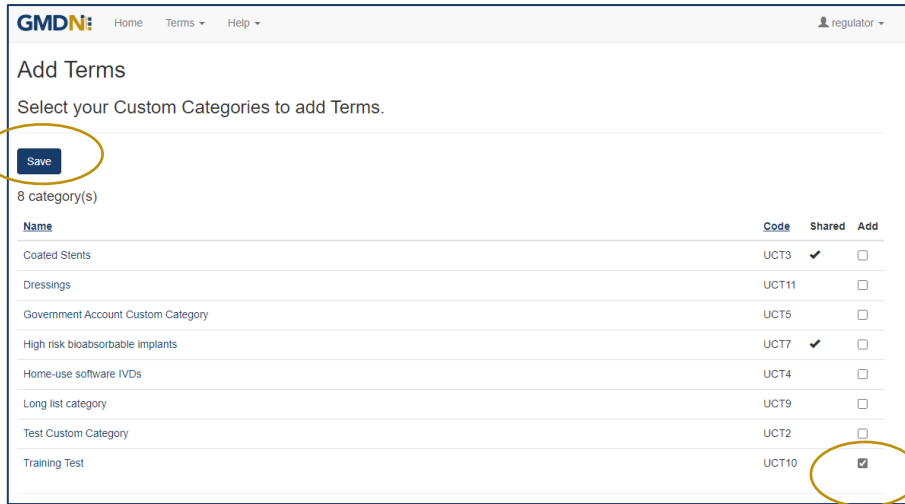 GMDN Home Terms Help regulator
Add Terms
Select your Custom Categories to add Terms.
Save
8 category(s)
Name Code Shared Add
Coated Stents UCT3
Dressings UCT11
Government Account Custom Category UCT5
High risk bioabsorbable implants UCT7
Home-use software IVDs UCT4
Long list category UCT9
Test Custom Category UCT2
Training Test UCT10